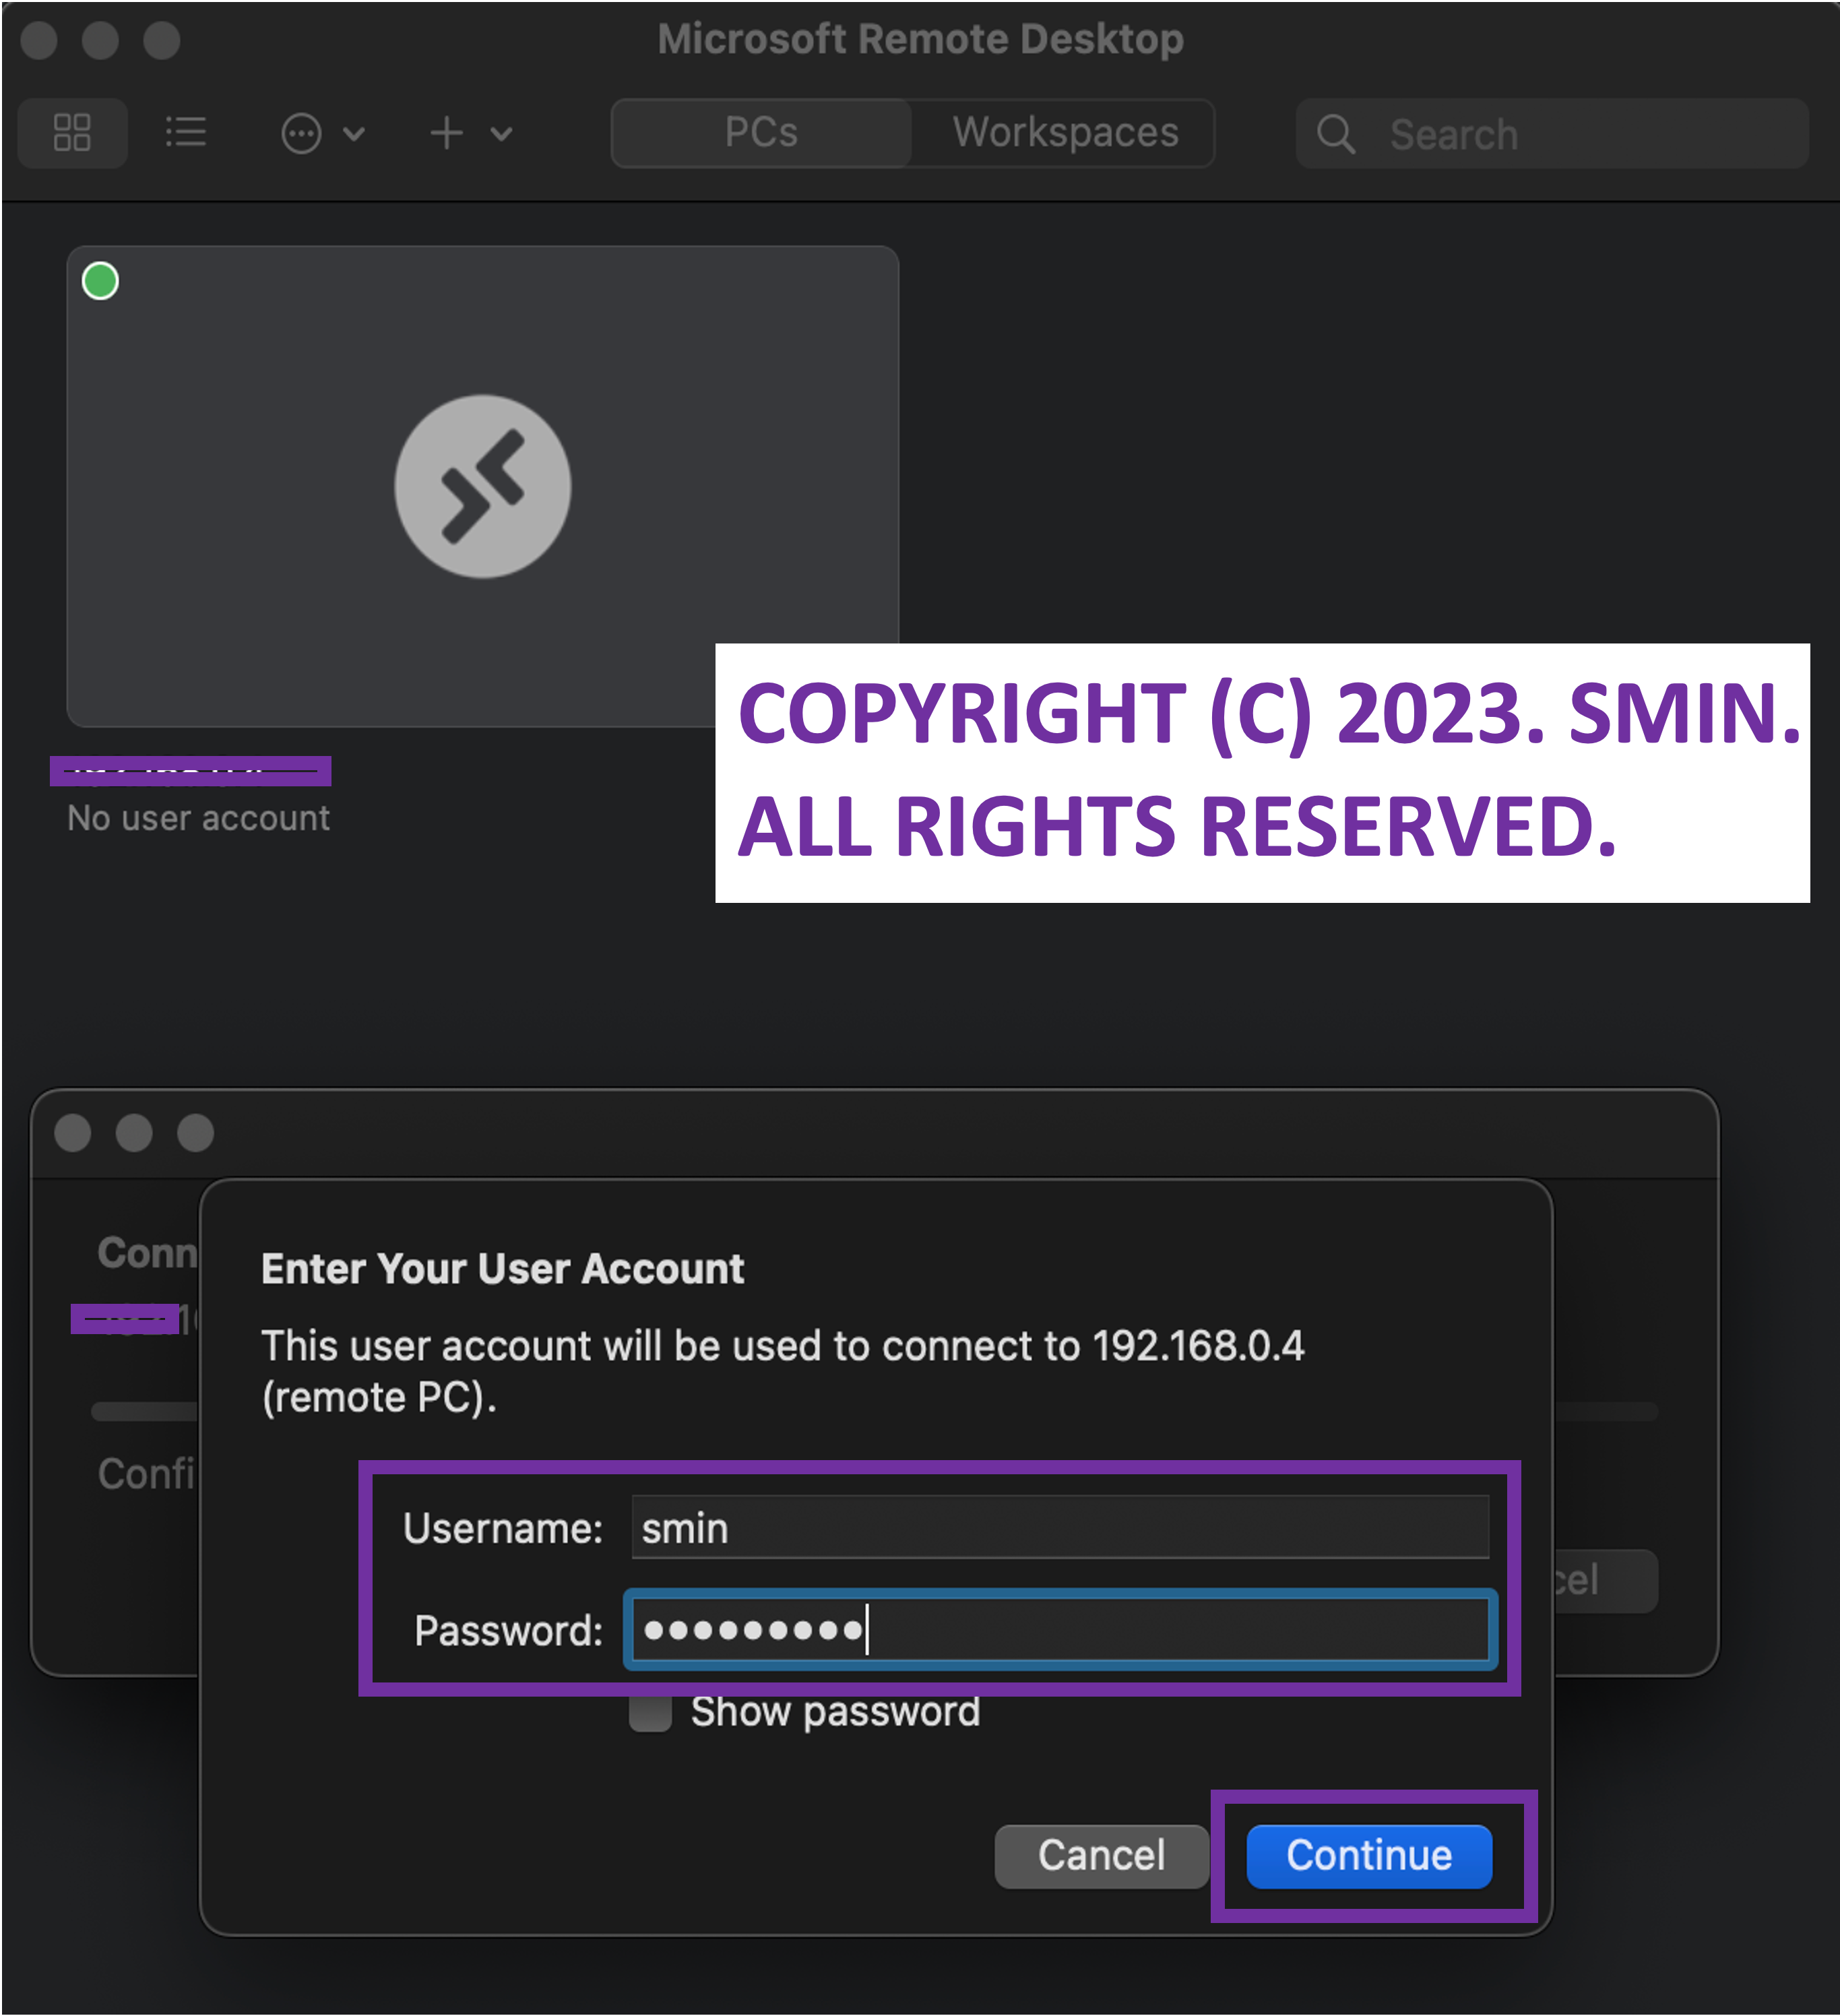 Microsoft Remote Desktop
PCs
Workspaces
Search
COPYRIGHT (C) 2023. SMIN.
ALL RIGHTS RESERVED.
No user account
Conn
Enter Your User Account
This user account will be used to connect to 192.168.0.4
(remote PC).
Confi
Username: smin
cel
Password:
Show password
Cancel
Continue